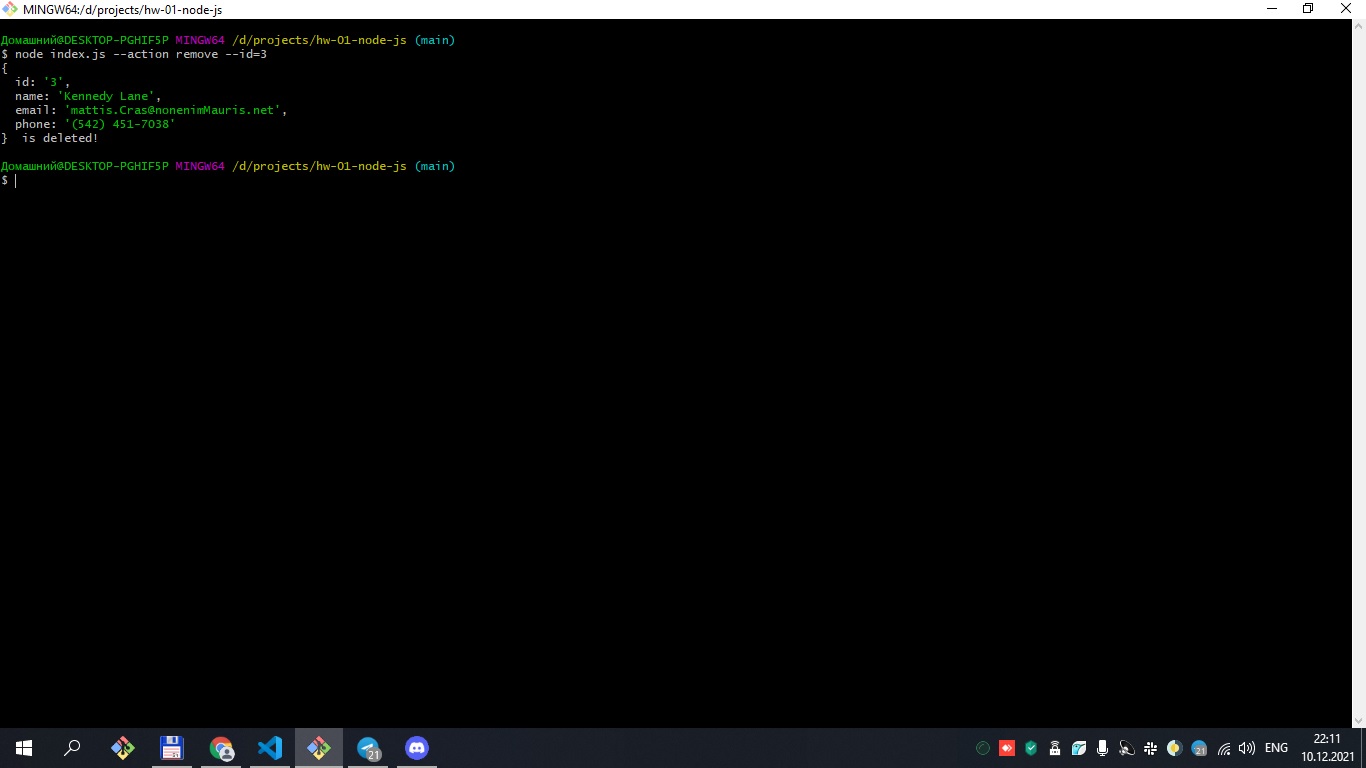 MINGW64:/d/projects/hw-01-node-js
Домашний@DESKTOP-PGHIF5P MINGW64 /d/projects/hw-01-node-js (main)
$ node index.js --action remove --id=3
{
  id: '3',
  name: 'Kennedy Lane',
  email: 'mattis.Cras@nonenimMauris.net',
  phone: '(542) 451-7038'
}  is deleted!
Домашний@DESKTOP-PGHIF5P MINGW64 /d/projects/hw-01-node-js (main)
$
21
21
ENG
22:11
10.12.2021